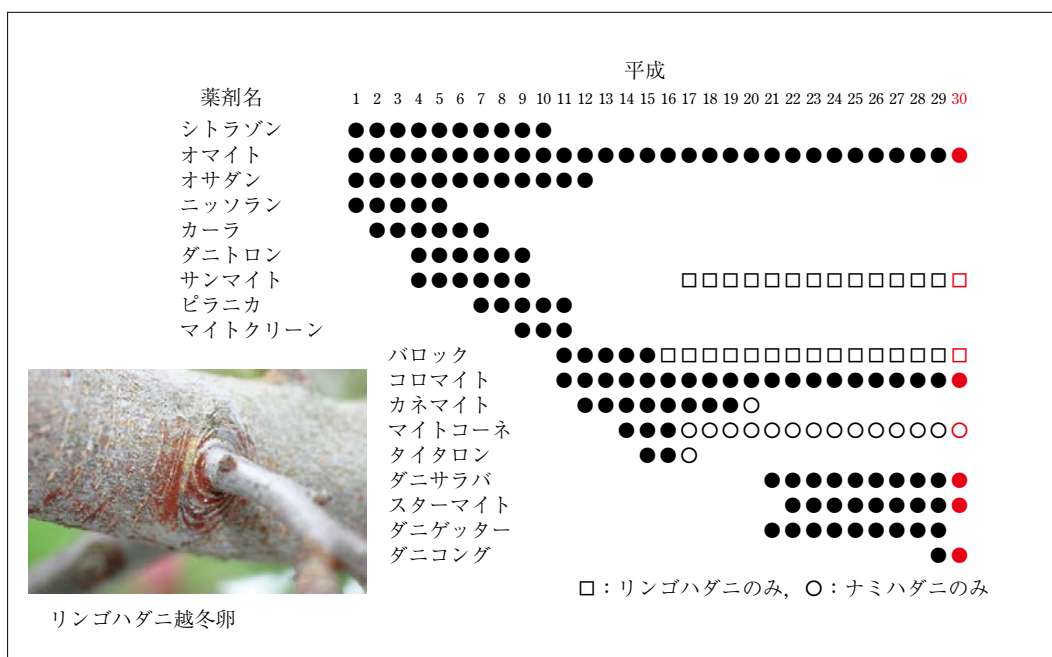 平成
薬剤名 1 2 3 4 5 6 7 8 9 10 11 12 13 14 15 16 17 18 19 20 21 22 23 24 25 26 27 28 29 30
シトラゾン
オマイト
オサダン
ニッソラン
カーラ
ダニトロン
サンマイト
ピラニカ
マイトクリーン
バロック
コロマイト
カネマイト
マイトコーネ
タイタロン
ダニサラバ
スターマイト
ダニゲッター
ダニコング
□：リンゴハダニのみ，○：ナミハダニのみ
リンゴハダニ越冬卵